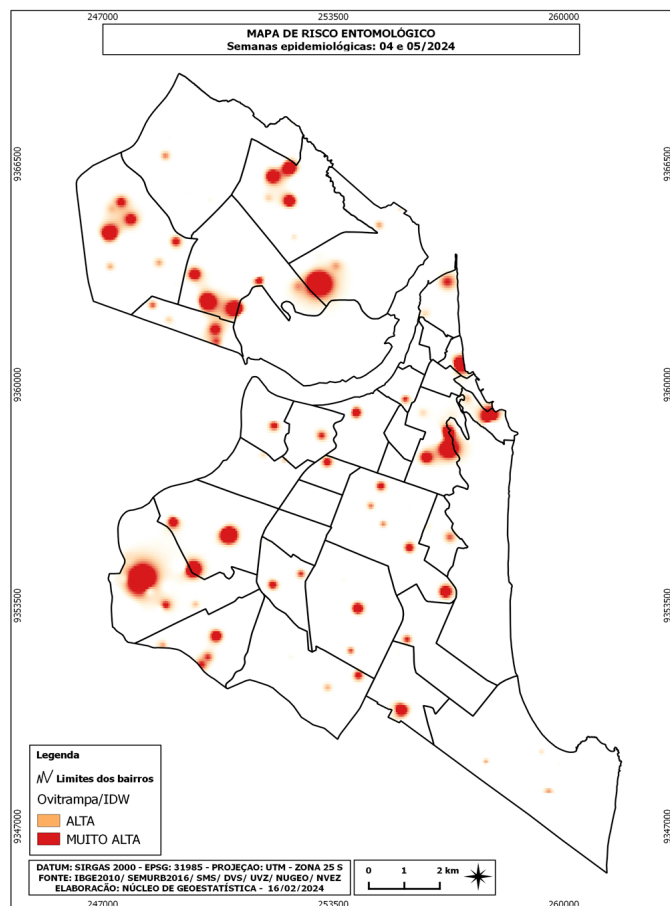 247000 253500 260000
MAPA DE RISCO ENTOMOLÓGICO
Semanas epidemiológicas: 04 e 05/2024
9366500 9366500
9360000 9360000
9353500 9353500
9347000 9347000
Legenda
Limites dos bairros
Ovitrampa/IDW
ALTA
MUITO ALTA
DATUM: SIRGAS 2000 - EPSG: 31985 - PROJEÇAO: UTM - ZONA 25 S
FONTE: IBGE2010/ SEMURB2016/ SMS/ DVS/ UVZ/ NUGEO/ NVEZ
ELABORACÃO: NÚCLEO DE GEOESTATÍSTICA - 16/02/2024
0 1 2 km
247000 253500 260000